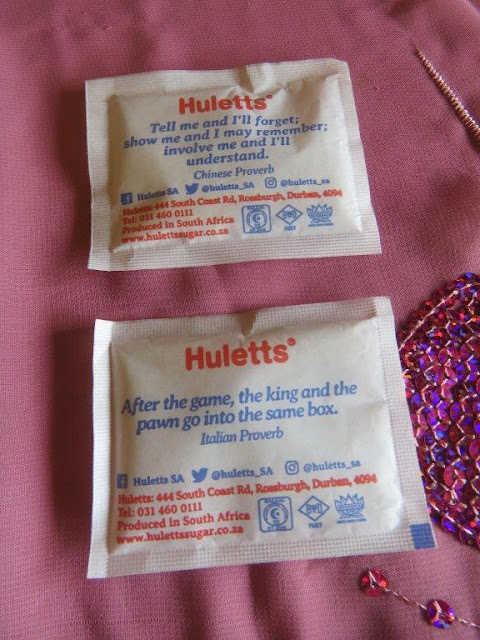 Huletts®
Tell me and I'll forget;
show me and I may remember;
involve me and I'll
understand.
Chinese Proverb
Huletts SA @huletts_SA @huletts_sa
Huletts: 444 South Coast Rd, Rossburgh, Durban, 4094
Tel: 031 460 0111
Produced in South Africa
www.hulettssugar.co.za
Huletts®
After the game, the king and the
pawn go into the same box.
Italian Proverb
Huletts SA @huletts_SA @huletts_sa
Huletts: 444 South Coast Rd, Rossburgh, Durban, 4094
Tel: 031 460 0111
Produced in South Africa
www.hulettssugar.co.za